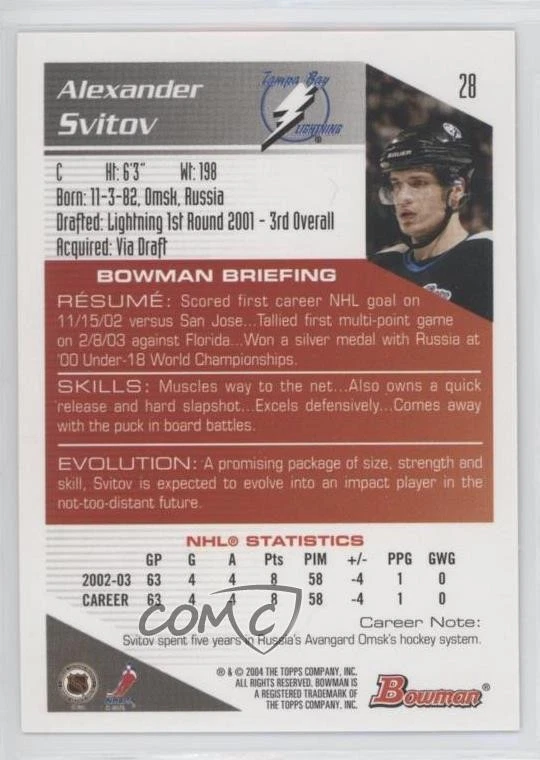 Alexander
Svitov
Tampa Bay
LIGHTNING
28
BAUER
C Ht: 6'3" Wt: 198
Born: 11-3-82, Omsk, Russia
Drafted: Lightning 1st Round 2001 - 3rd Overall
Acquired: Via Draft
BOWMAN BRIEFING
RÉSUMÉ: Scored first career NHL goal on
11/15/02 versus San Jose...Tallied first multi-point game
on 2/8/03 against Florida...Won a silver medal with Russia at
'00 Under-18 World Championships.
SKILLS: Muscles way to the net...Also owns a quick
release and hard slapshot...Excels defensively...Comes away
with the puck in board battles.
EVOLUTION: A promising package of size, strength and
skill, Svitov is expected to evolve into an impact player in the
not-too-distant future.
NHL® STATISTICS
GP G A Pts PIM +/- PPG GWG
2002-03 63 4 4 8 58 -4 1 0
CAREER 63 4 4 8 58 -4 1 0
COMC
Career Note:
Svitov spent five years in Russia's Avangard Omsk's hockey system.
® & © 2004 THE TOPPS COMPANY, INC.
ALL RIGHTS RESERVED. BOWMAN IS
A REGISTERED TRADEMARK OF
THE TOPPS COMPANY, INC.
NHLPA
Bowman®